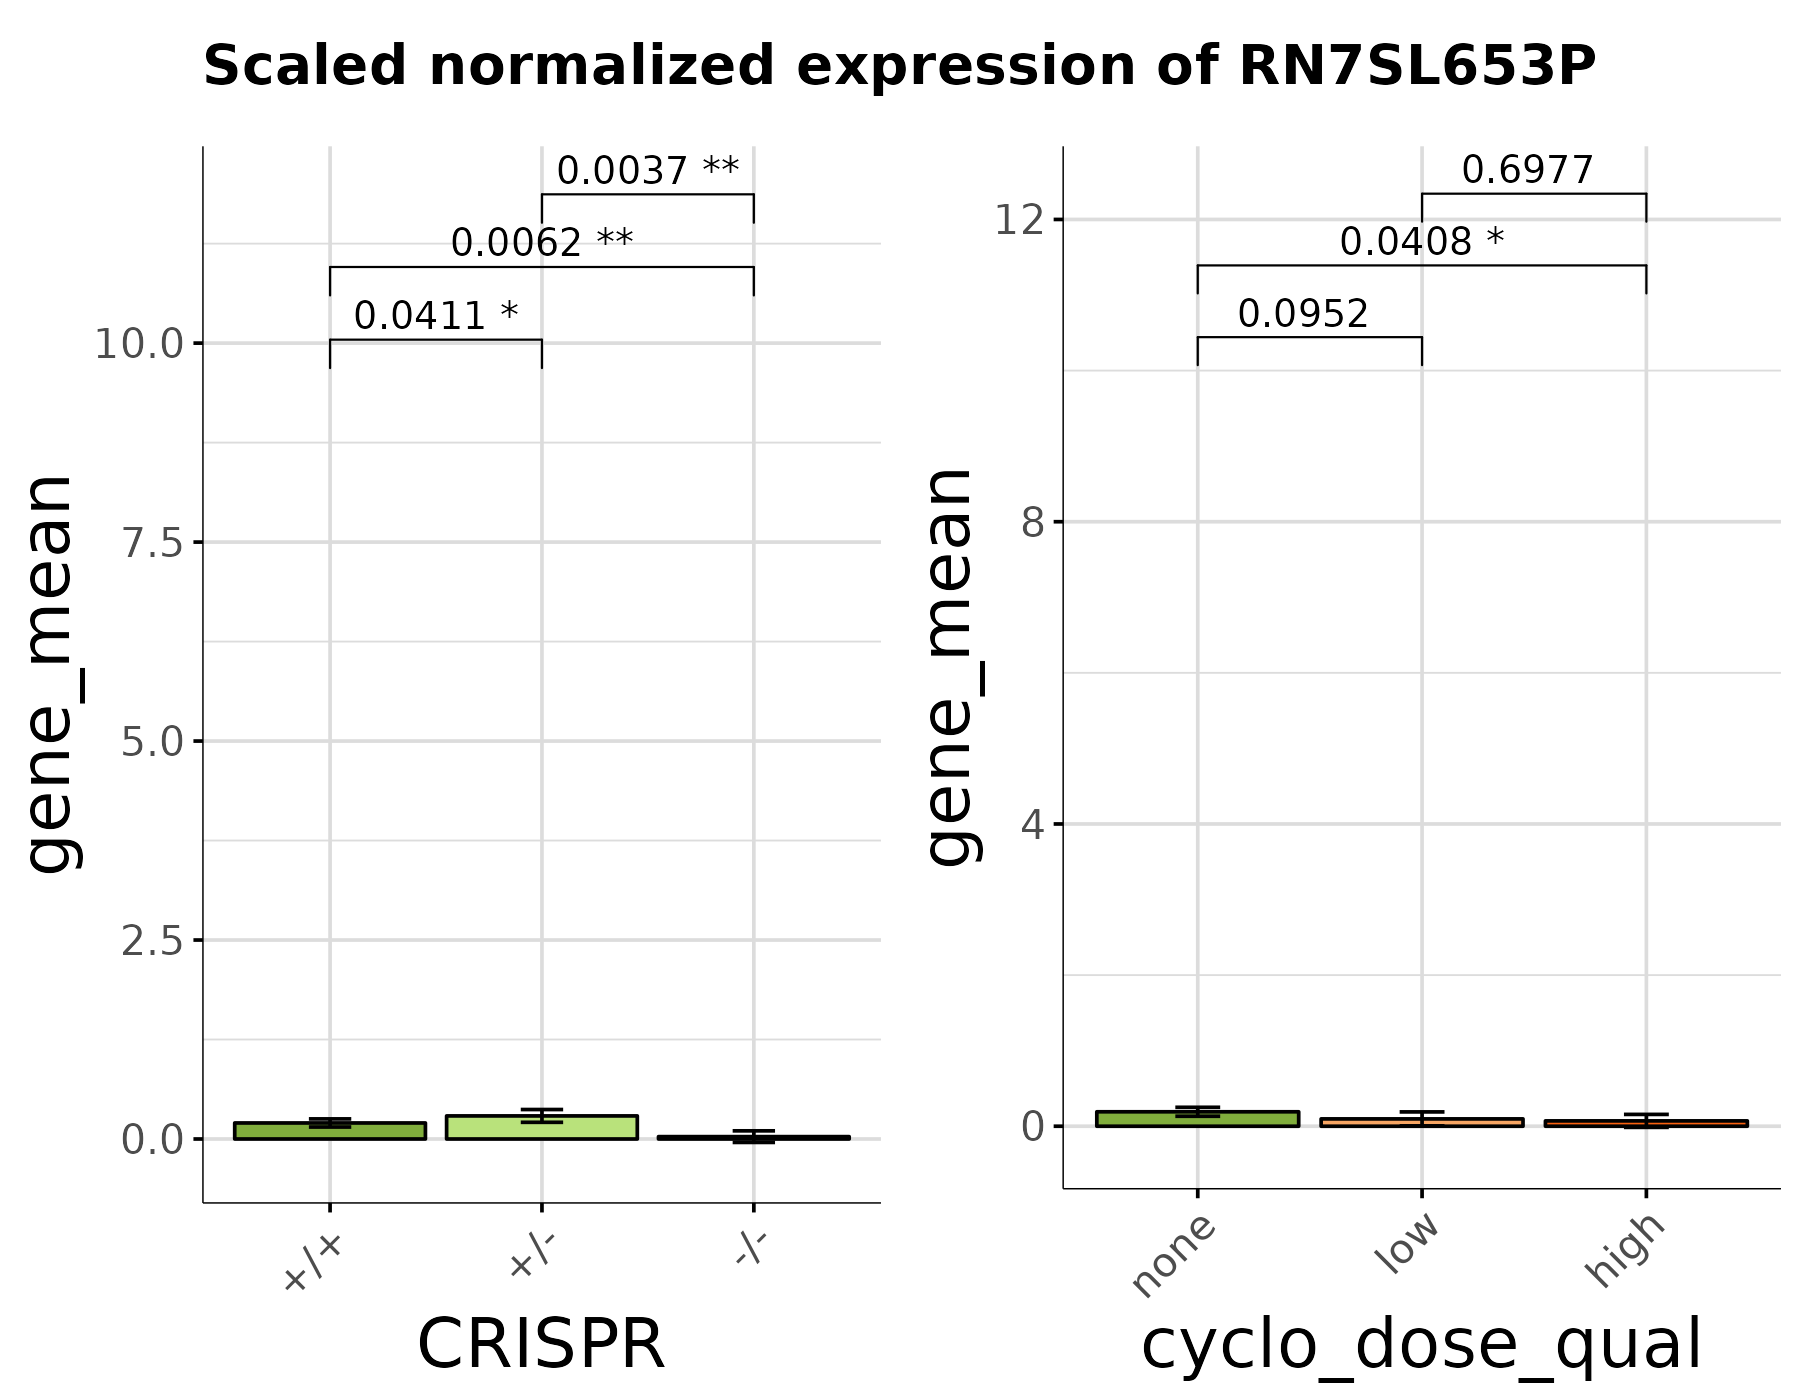 Scaled normalized expression of RN7SL653P
gene_mean
10.0
7.5
5.0
2.5
0.0
0.0037 **
0.0062 **
0.0411 *
+/+
+/-
-/-
CRISPR
gene_mean
12
8
4
0
0.6977
0.0408 *
0.0952
none
low
high
cyclo_dose_qual